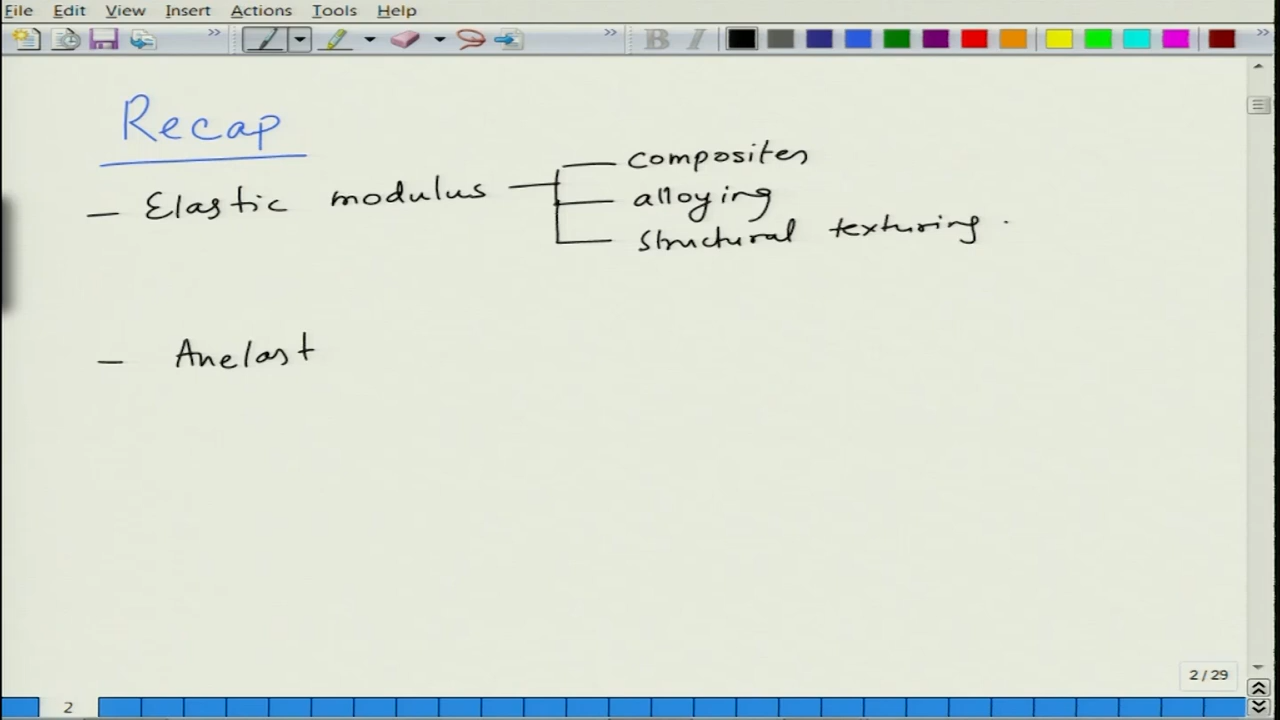 File Edit View Insert Actions Tools Help
B I
Recap
— Elastic modulus — composites
alloying
structural texturing.
— Anelast
2 / 29
2